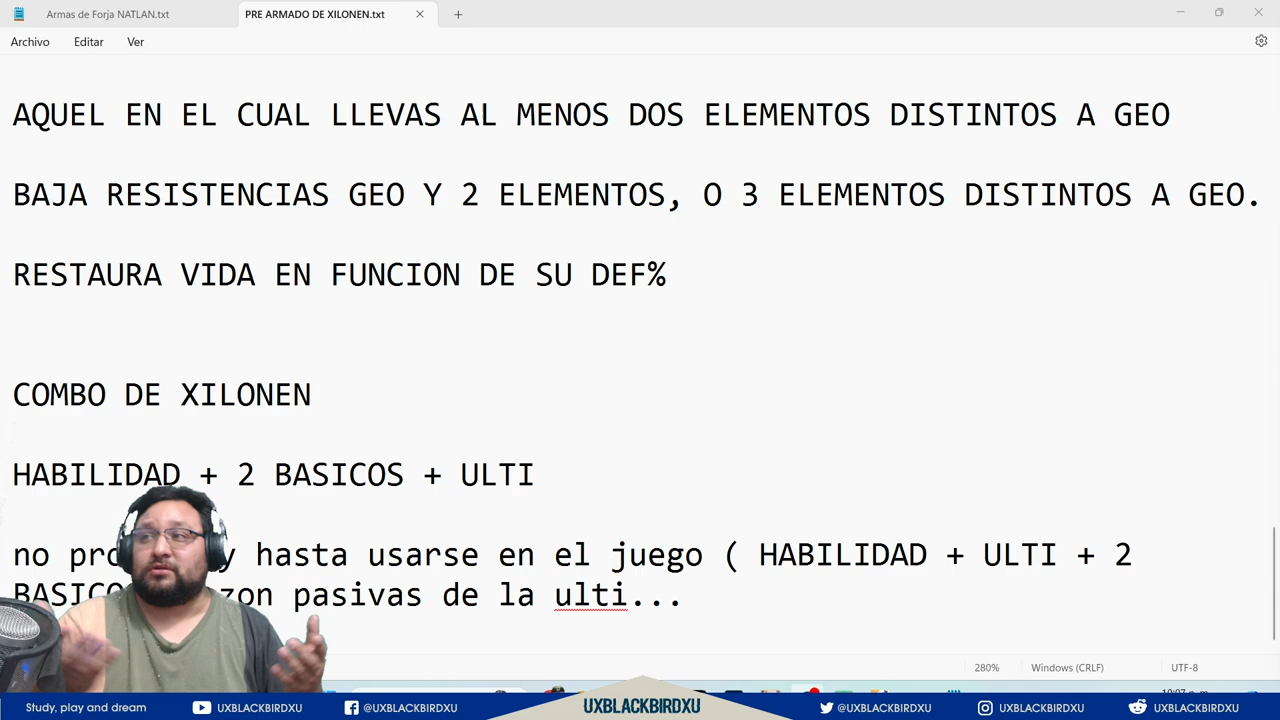 Armas de Forja NATLAN.txt
PRE ARMADO DE XILONEN.txt
Archivo Editar Ver
AQUEL EN EL CUAL LLEVAS AL MENOS DOS ELEMENTOS DISTINTOS A GEO
BAJA RESISTENCIAS GEO Y 2 ELEMENTOS, O 3 ELEMENTOS DISTINTOS A GEO.
RESTAURA VIDA EN FUNCION DE SU DEF%
COMBO DE XILONEN
HABILIDAD + 2 BASICOS + ULTI
no y hasta usarse en el juego ( HABILIDAD + ULTI + 2
pasivas de la ulti...
280% Windows (CRLF) UTF-8
Study, play and dream UXBLACKBIRDXU @UXBLACKBIRDXU UXBLACKBIRDXU @UXBLACKBIRDXU UXBLACKBIRDXU UXBLACKBIRDXU